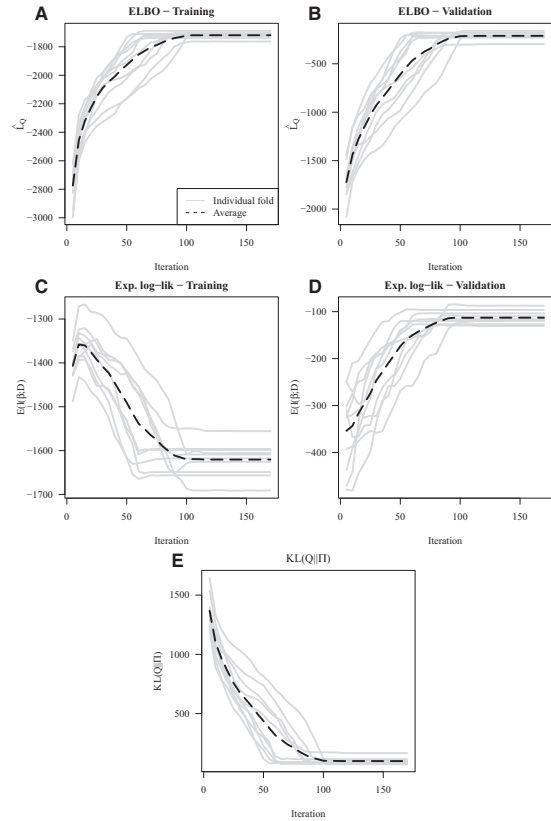 A
ELBO – Training
L̂Q
−1800
−2000
−2200
−2400
−2600
−2800
−3000
0
50
100
150
Iteration
Individual fold
Average
B
ELBO – Validation
L̂Q
−500
−1000
−1500
−2000
0
50
100
150
Iteration
C
Exp. log−lik − Training
E(l(β;D)
−1300
−1400
−1500
−1600
−1700
0
50
100
150
Iteration
D
Exp. log−lik − Validation
E(l(β;D)
−100
−200
−300
−400
0
50
100
150
Iteration
E
KL(Q||Π)
KL(Q||Π)
1500
1000
500
0
50
100
150
Iteration